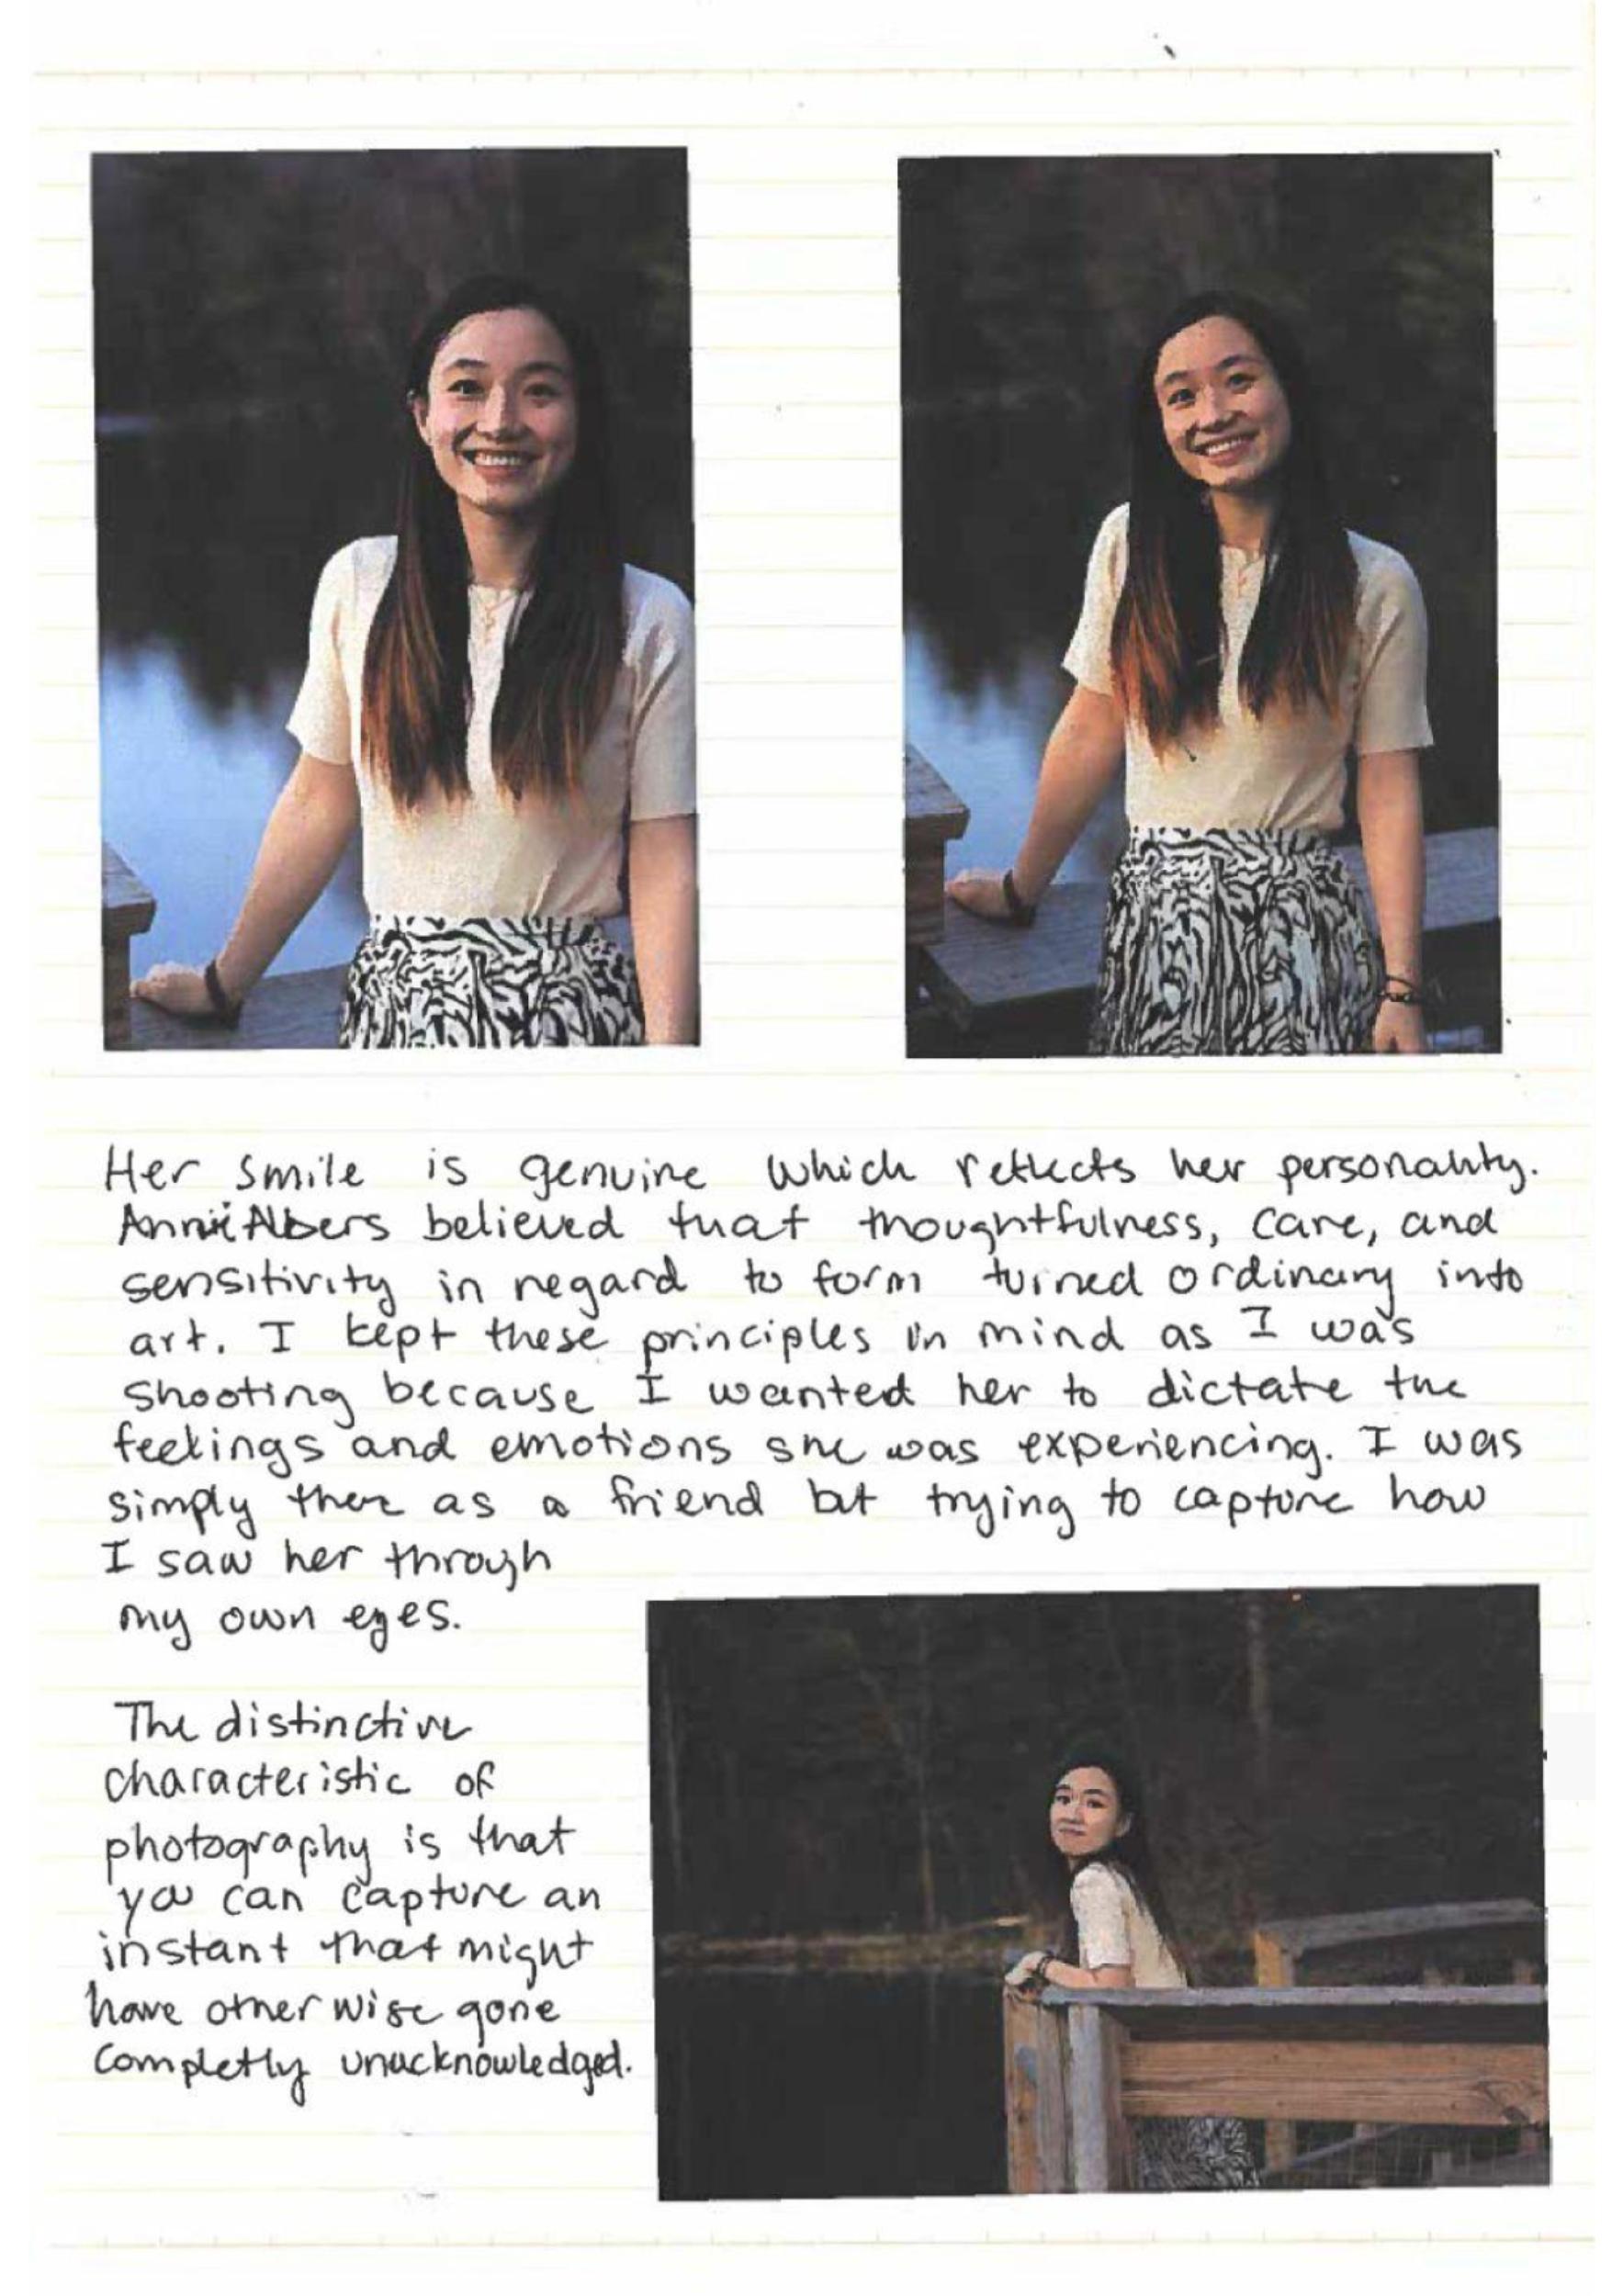 Her smile is genuine which reflects her personality.
Anni Albers believed that thoughtfulness, care, and
sensitivity in regard to form turned ordinary into
art. I kept these principles in mind as I was
shooting because I wanted her to dictate the
feelings and emotions she was experiencing. I was
simply there as a friend but trying to capture how
I saw her through
my own eyes.
The distinctive
characteristic of
photography is that
you can capture an
instant that might
have otherwise gone
completly unacknowledged.